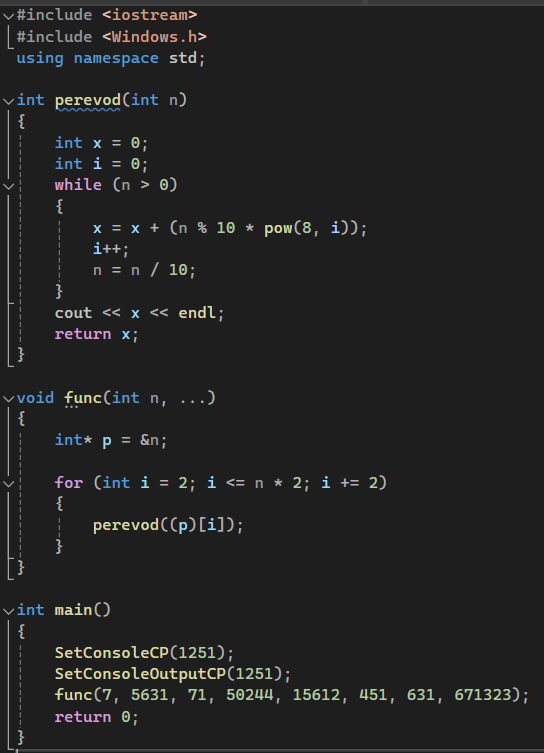 #include <iostream>
#include <Windows.h>
using namespace std;

int perevod(int n)
{
    int x = 0;
    int i = 0;
    while (n > 0)
    {
        x = x + (n % 10 * pow(8, i));
        i++;
        n = n / 10;
    }
    cout << x << endl;
    return x;
}

void func(int n, ...)
{
    int* p = &n;

    for (int i = 2; i <= n * 2; i += 2)
    {
        perevod((p)[i]);
    }
}

int main()
{
    SetConsoleCP(1251);
    SetConsoleOutputCP(1251);
    func(7, 5631, 71, 50244, 15612, 451, 631, 671323);
    return 0;
}